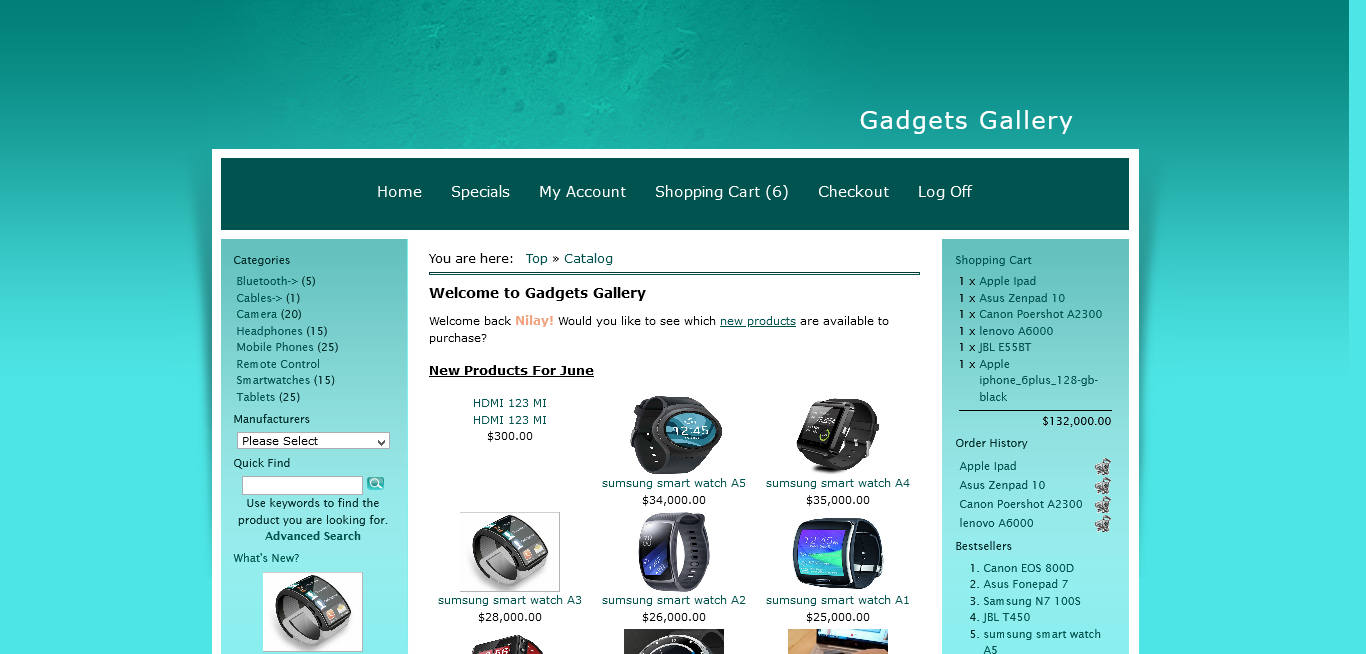 Gadgets Gallery
Home Specials My Account Shopping Cart (6) Checkout Log Off
Categories
Bluetooth-> (5)
Cables-> (1)
Camera (20)
Headphones (15)
Mobile Phones (25)
Remote Control
Smartwatches (15)
Tablets (25)
Manufacturers
Please Select
Quick Find
Use keywords to find the
product you are looking for.
Advanced Search
What's New?
You are here: Top » Catalog
Welcome to Gadgets Gallery
Welcome back Nilay! Would you like to see which new products are available to
purchase?
New Products For June
HDMI 123 MI
HDMI 123 MI
$300.00
sumsung smart watch A5
$34,000.00
sumsung smart watch A4
$35,000.00
sumsung smart watch A3
$28,000.00
sumsung smart watch A2
$26,000.00
sumsung smart watch A1
$25,000.00
Shopping Cart
1 x Apple Ipad
1 x Asus Zenpad 10
1 x Canon Poershot A2300
1 x lenovo A6000
1 x JBL E55BT
1 x Apple
iphone_6plus_128-gb-
black
$132,000.00
Order History
Apple Ipad
Asus Zenpad 10
Canon Poershot A2300
lenovo A6000
Bestsellers
1. Canon EOS 800D
2. Asus Fonepad 7
3. Samsung N7 100S
4. JBL T450
5. sumsung smart watch
A5